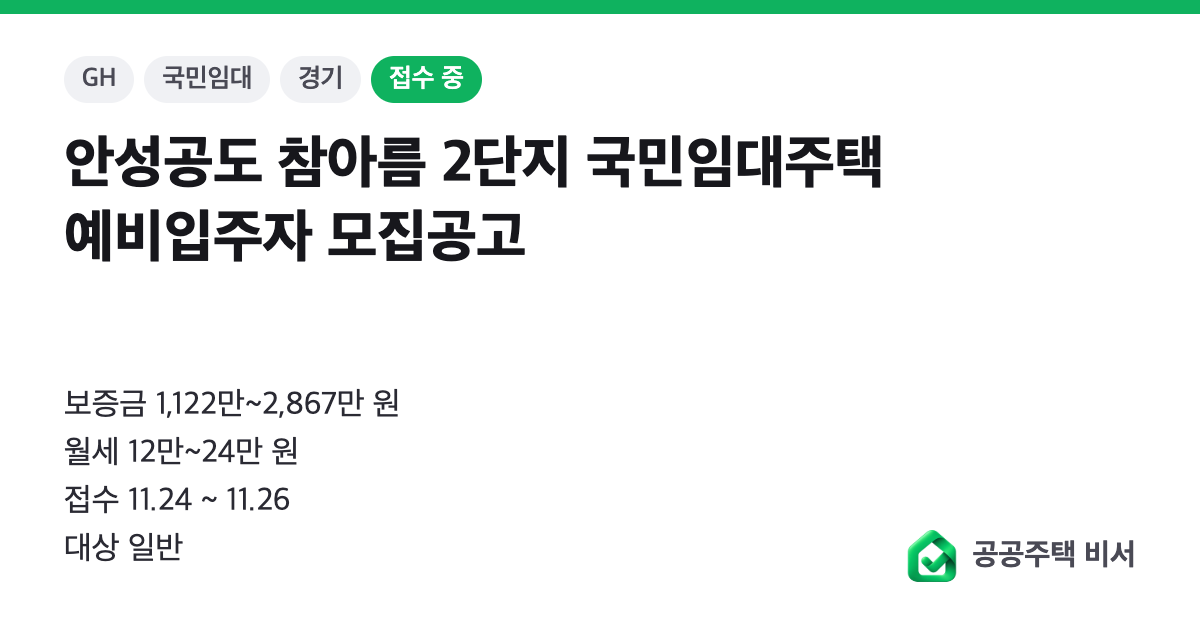 GH 국민임대 경기 접수 중
안성공도 참아름 2단지 국민임대주택
예비입주자 모집공고
보증금 1,122만~2,867만 원
월세 12만~24만 원
접수 11.24 ~ 11.26
대상 일반
공공주택 비서